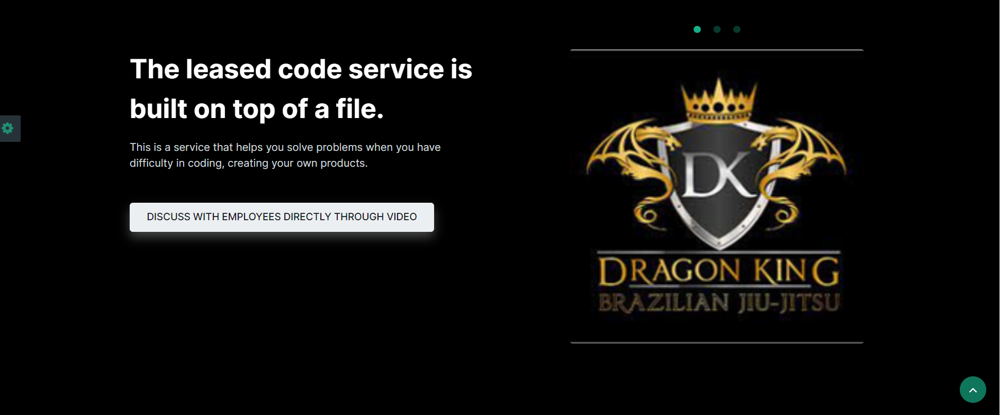 The leased code service is
built on top of a file.
This is a service that helps you solve problems when you have
difficulty in coding, creating your own products.
DISCUSS WITH EMPLOYEES DIRECTLY THROUGH VIDEO
DK
DRAGON KING
BRAZILIAN JIU-JITSU